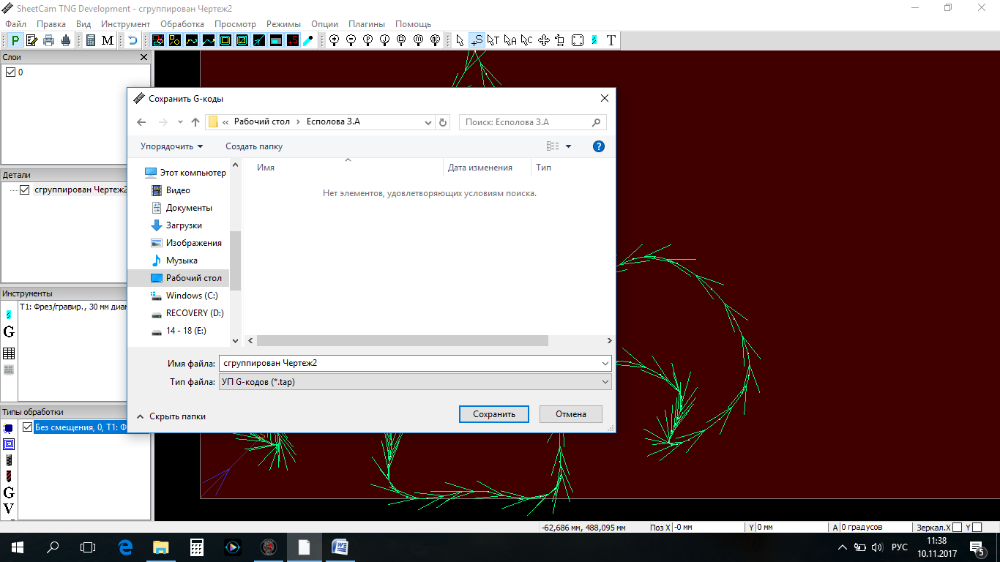 SheetCam TNG Development - сгруппирован Чертеж2
Файл Правка Вид Инструмент Обработка Просмотр Режимы Опции Плагины Помощь
P M T
Слои
0
Сохранить G-коды
« Рабочий стол › Есполова З.А
Поиск: Есполова З.А
Упорядочить Создать папку
Имя Дата изменения Тип
Нет элементов, удовлетворяющих условиям поиска.
Этот компьютер
Видео
Документы
Загрузки
Изображения
Музыка
Рабочий стол
Windows (C:)
RECOVERY (D:)
14 - 18 (E:)
Имя файла: сгруппирован Чертеж2
Тип файла: УП G-кодов (*.tap)
Скрыть папки
Сохранить Отмена
Детали
сгруппирован Чертеж2
Инструменты
T1: Фрез/гравир., 30 мм
G
Типы обработки
Без смещения, 0, T1: Ф
G
V
-62,686 мм, 488,095 мм Поз X -0 мм Y 0 мм A 0 градусов Зеркал.X Y
W РУС
11:38
10.11.2017
5